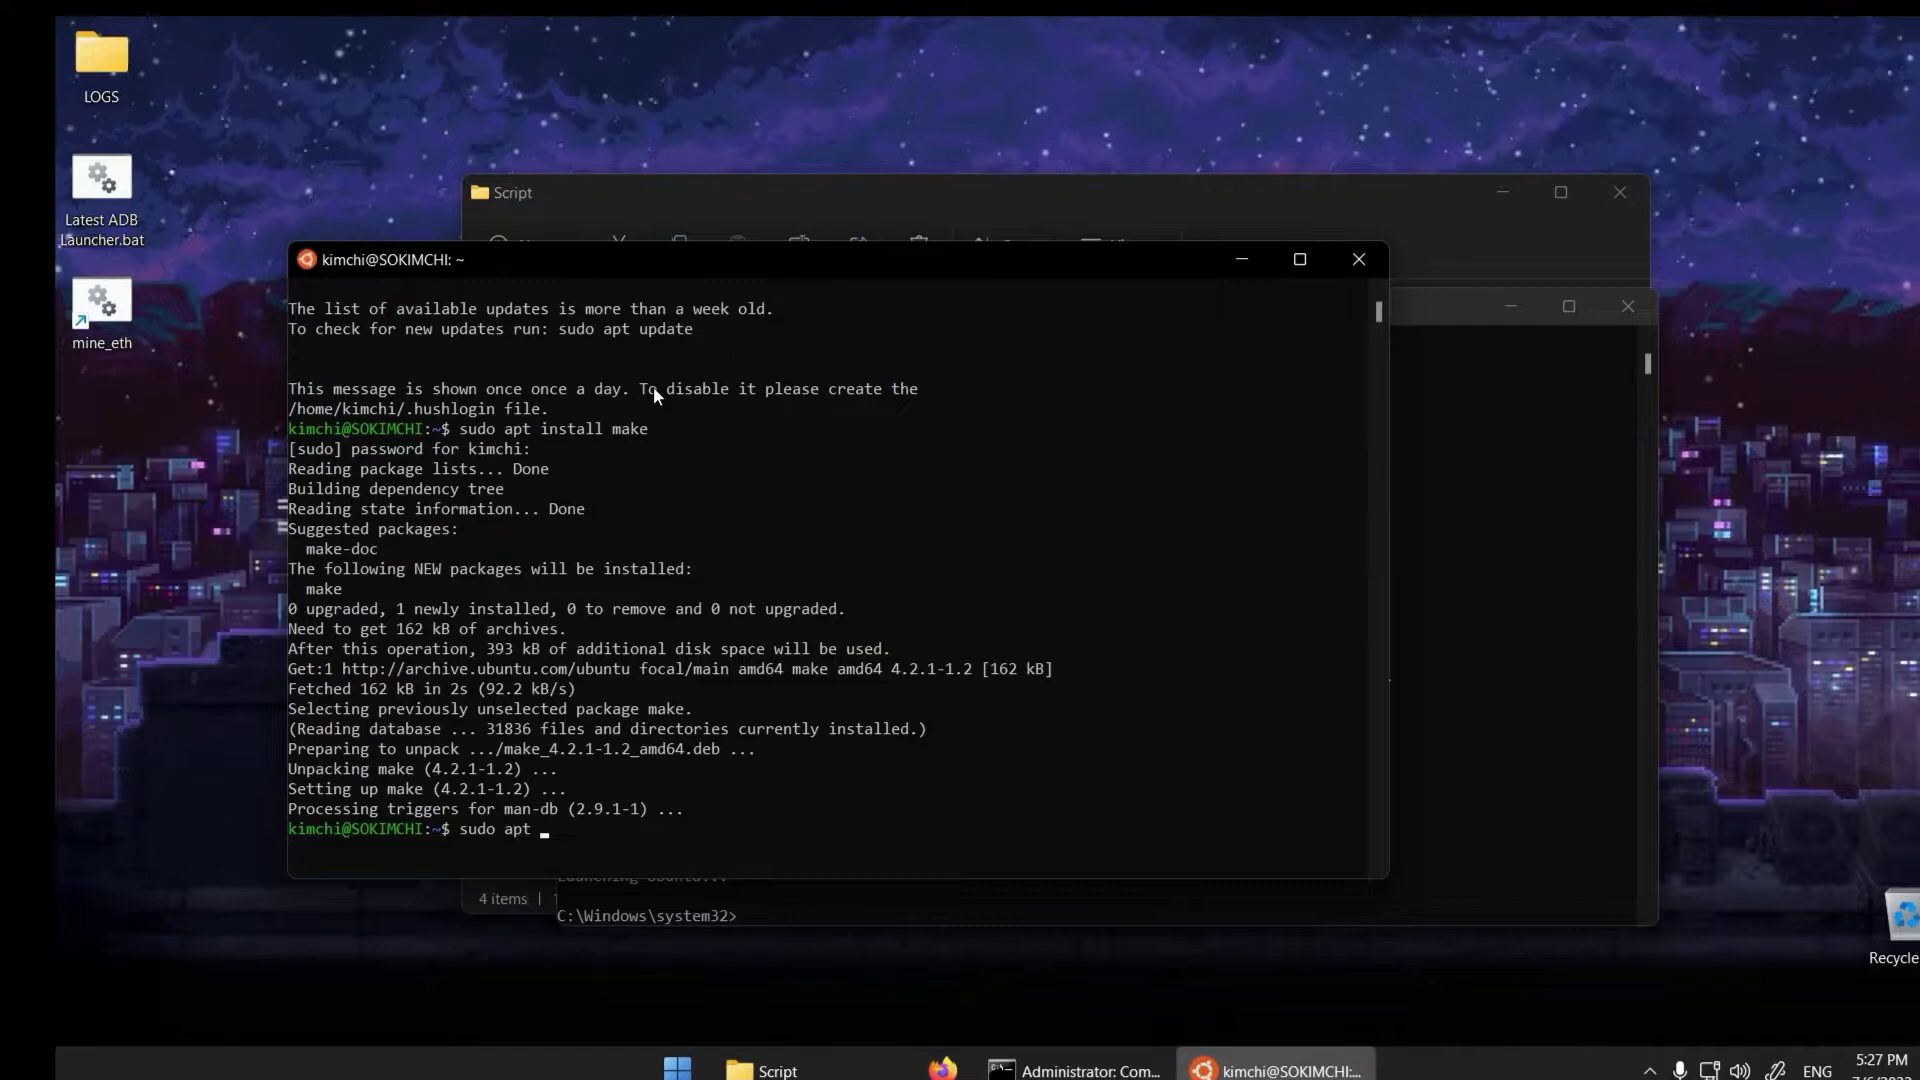 LOGS
Latest ADB
Launcher.bat
mine_eth
Script
kimchi@SOKIMCHI: ~
The list of available updates is more than a week old.
To check for new updates run: sudo apt update
This message is shown once once a day. To disable it please create the
/home/kimchi/.hushlogin file.
kimchi@SOKIMCHI:~$ sudo apt install make
[sudo] password for kimchi:
Reading package lists... Done
Building dependency tree
Reading state information... Done
Suggested packages:
  make-doc
The following NEW packages will be installed:
  make
0 upgraded, 1 newly installed, 0 to remove and 0 not upgraded.
Need to get 162 kB of archives.
After this operation, 393 kB of additional disk space will be used.
Get:1 http://archive.ubuntu.com/ubuntu focal/main amd64 make amd64 4.2.1-1.2 [162 kB]
Fetched 162 kB in 2s (92.2 kB/s)
Selecting previously unselected package make.
(Reading database ... 31836 files and directories currently installed.)
Preparing to unpack .../make_4.2.1-1.2_amd64.deb ...
Unpacking make (4.2.1-1.2) ...
Setting up make (4.2.1-1.2) ...
Processing triggers for man-db (2.9.1-1) ...
kimchi@SOKIMCHI:~$ sudo apt _
4 items
C:\Windows\system32>
Recycle
Script
Administrator: Com...
kimchi@SOKIMCHI:...
ENG
5:27 PM